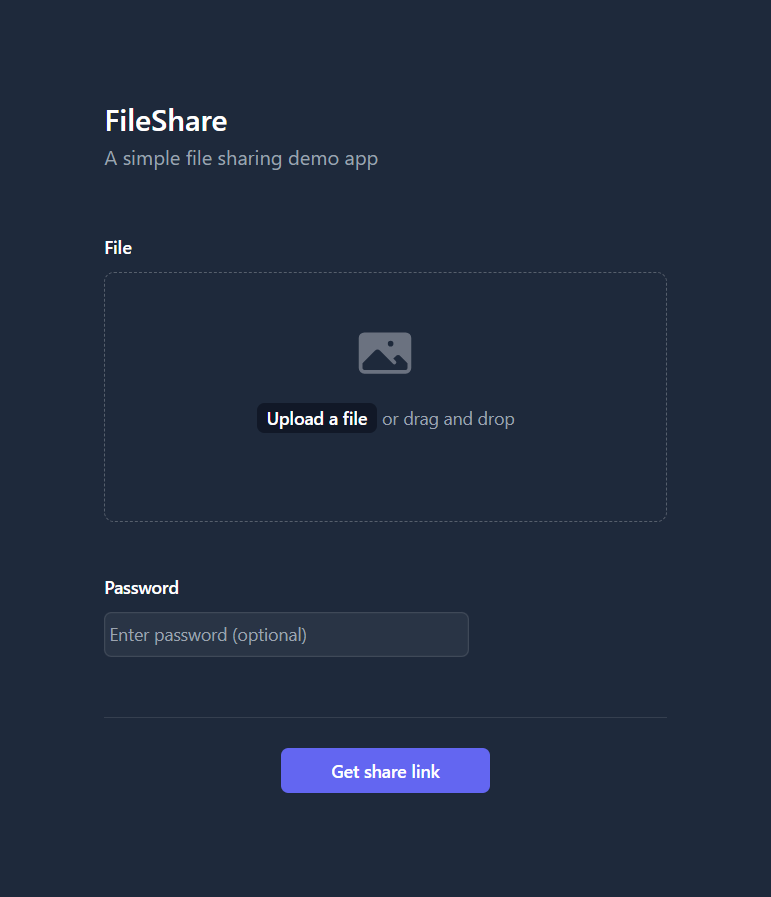 FileShare
A simple file sharing demo app
File
Upload a file or drag and drop
Password
Enter password (optional)
Get share link